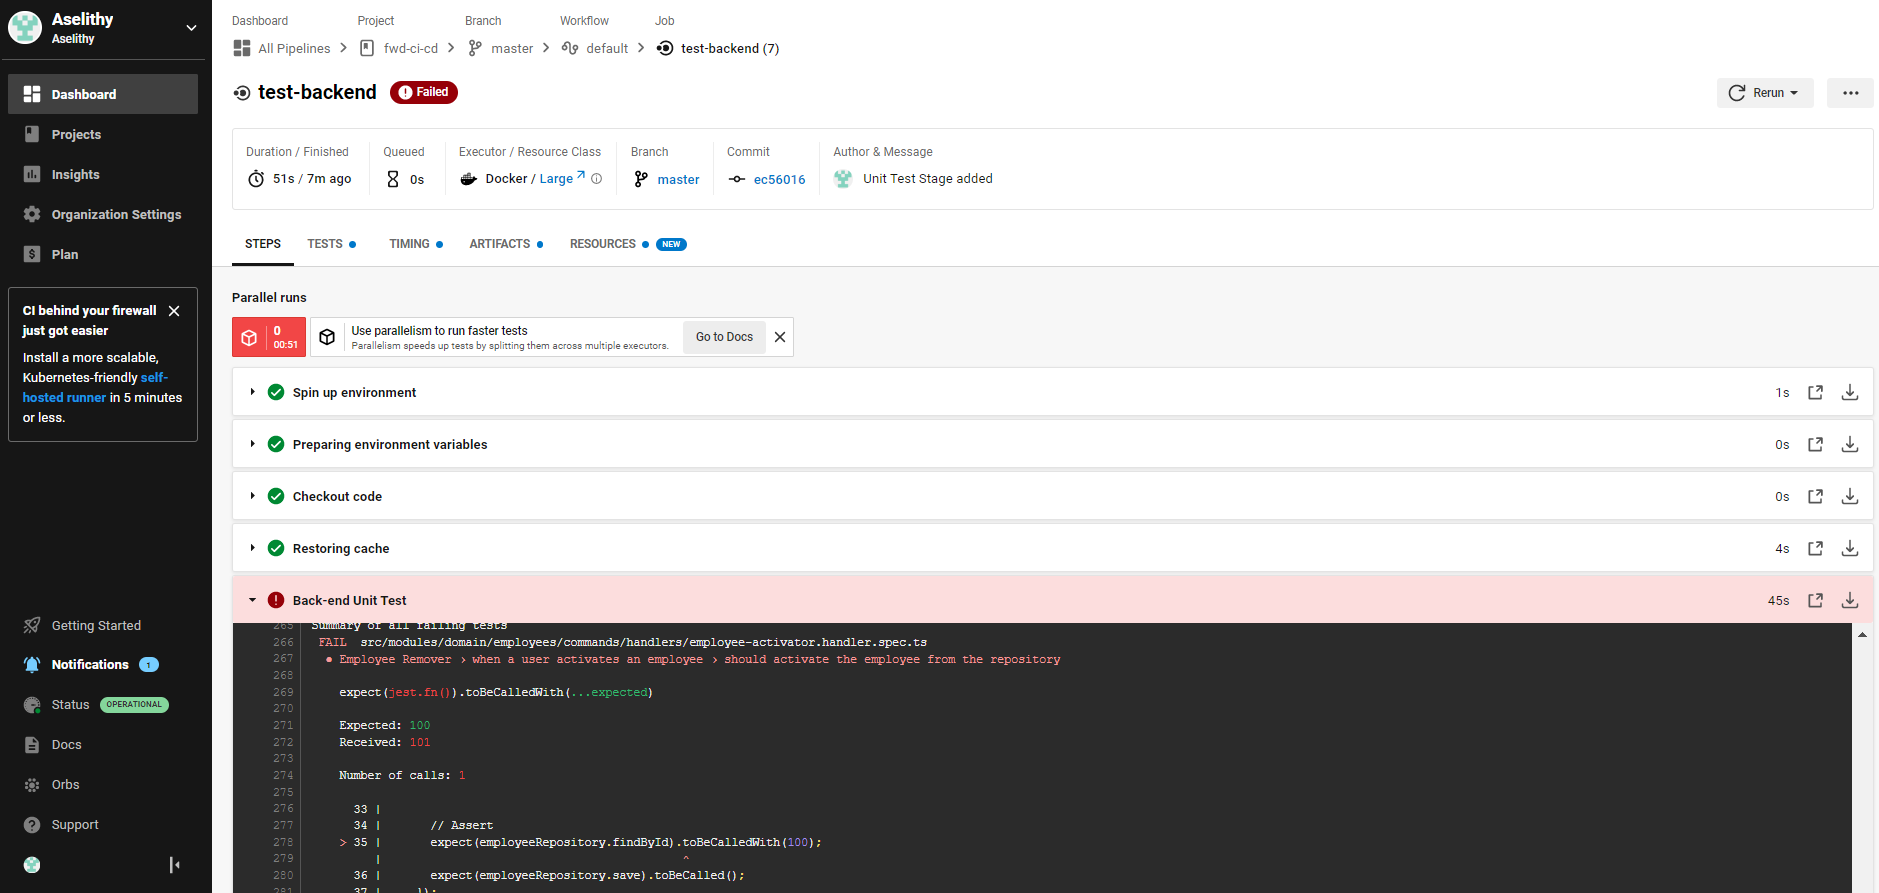 Aselithy
Aselithy
Dashboard
Projects
Insights
Organization Settings
Plan
CI behind your firewall
just got easier
Install a more scalable,
Kubernetes-friendly self-
hosted runner in 5 minutes
or less.
Getting Started
Notifications 1
Status OPERATIONAL
Docs
Orbs
Support
Dashboard Project Branch Workflow Job
All Pipelines fwd-ci-cd master default test-backend (7)
test-backend Failed
Rerun
Duration / Finished Queued Executor / Resource Class Branch Commit Author & Message
51s / 7m ago 0s Docker / Large master ec56016 Unit Test Stage added
STEPS TESTS TIMING ARTIFACTS RESOURCES NEW
Parallel runs
0
00:51
Use parallelism to run faster tests
Parallelism speeds up tests by splitting them across multiple executors.
Go to Docs
Spin up environment 1s
Preparing environment variables 0s
Checkout code 0s
Restoring cache 4s
Back-end Unit Test 45s
265 Summary of all failing tests
266 FAIL src/modules/domain/employees/commands/handlers/employee-activator.handler.spec.ts
267 ● Employee Remover › when a user activates an employee › should activate the employee from the repository
268
269 expect(jest.fn()).toBeCalledWith(...expected)
270
271 Expected: 100
272 Received: 101
273
274 Number of calls: 1
275
276 33 |
277 34 | // Assert
278 > 35 | expect(employeeRepository.findById).toBeCalledWith(100);
279 | ^
280 36 | expect(employeeRepository.save).toBeCalled();
281 37 | });